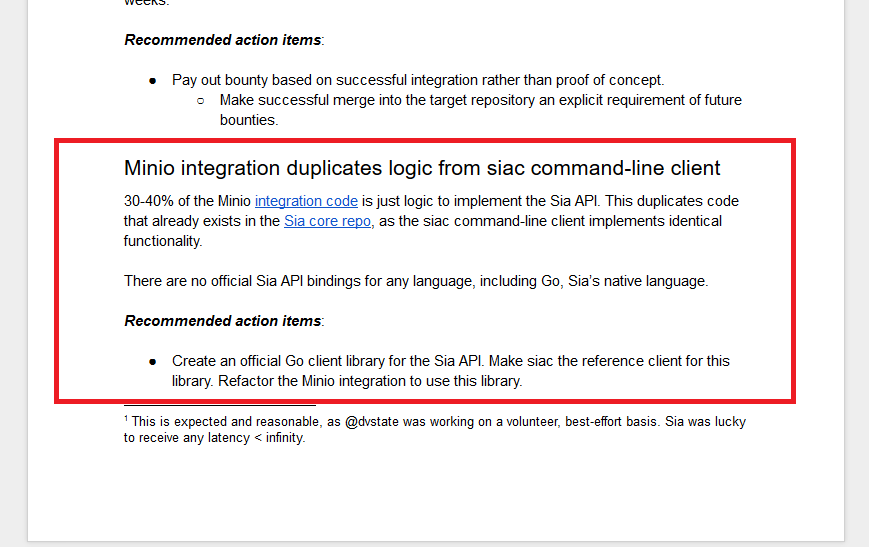 weeks.
Recommended action items:
● Pay out bounty based on successful integration rather than proof of concept.
○ Make successful merge into the target repository an explicit requirement of future
bounties.
Minio integration duplicates logic from siac command-line client
30-40% of the Minio integration code is just logic to implement the Sia API. This duplicates code
that already exists in the Sia core repo, as the siac command-line client implements identical
functionality.
There are no official Sia API bindings for any language, including Go, Sia’s native language.
Recommended action items:
● Create an official Go client library for the Sia API. Make siac the reference client for this
library. Refactor the Minio integration to use this library.
1 This is expected and reasonable, as @dvstate was working on a volunteer, best-effort basis. Sia was lucky
to receive any latency < infinity.